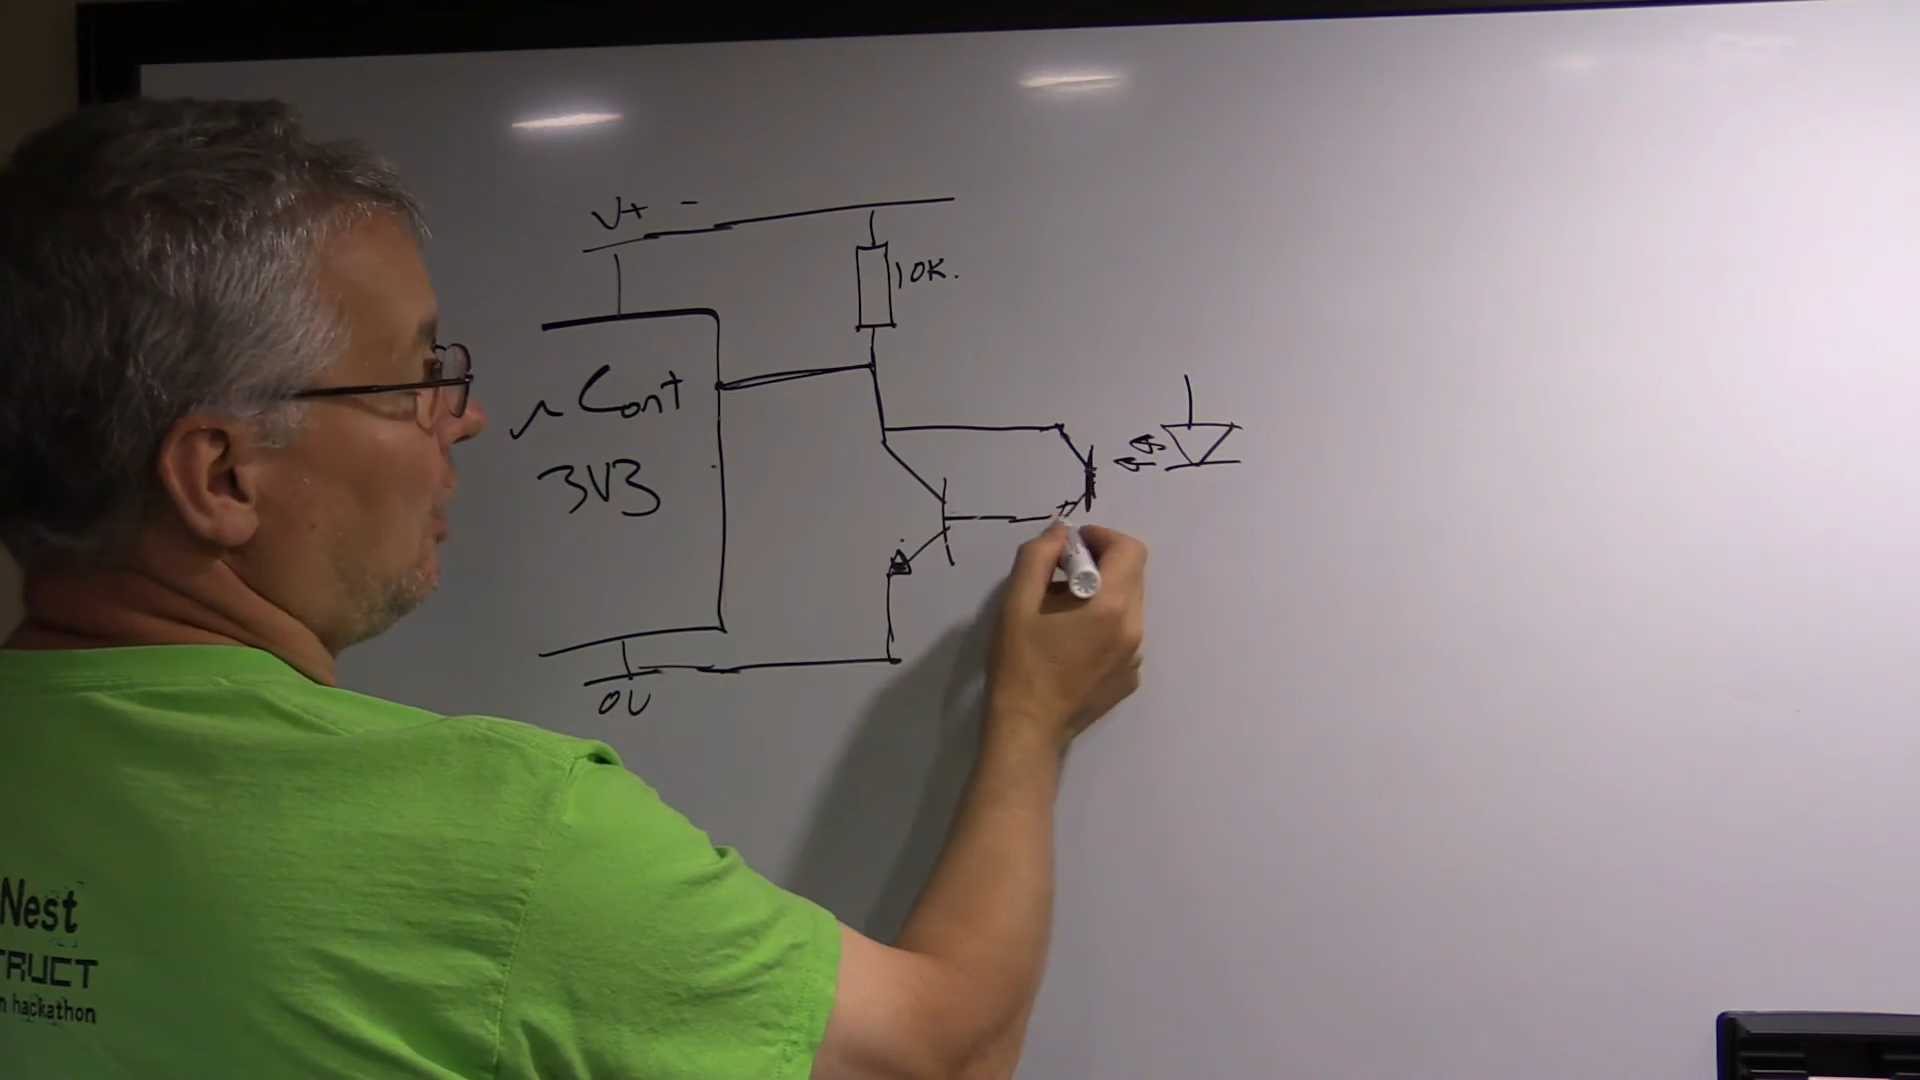 V+ -
10K.
µ Cont
3V3
0V
Nest
TRUCT
n hackathon